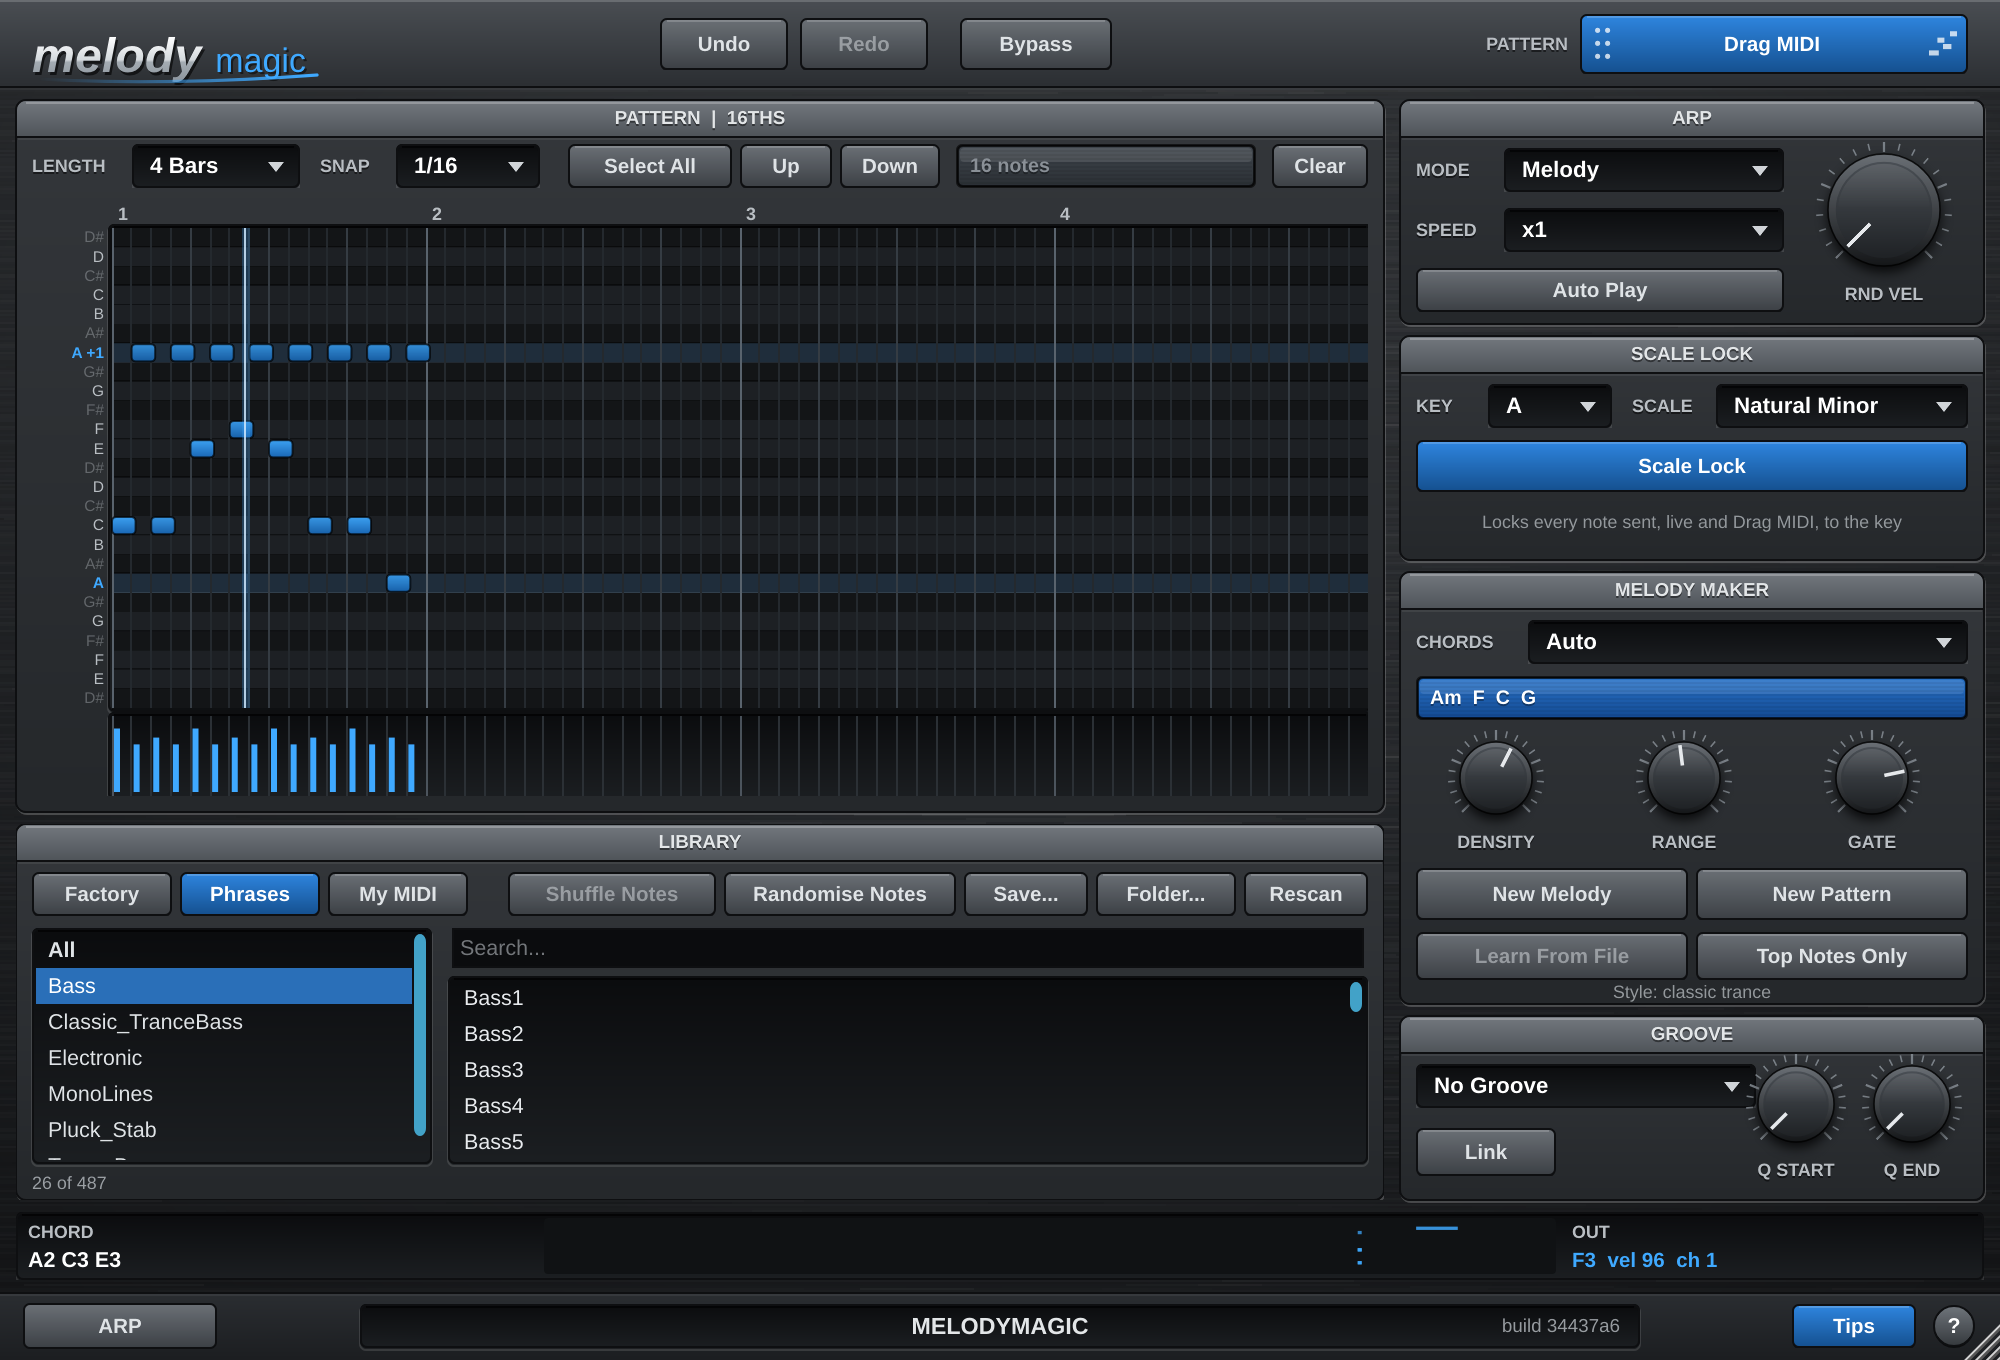 melody magic
Undo
Redo
Bypass
PATTERN
Drag MIDI
PATTERN | 16THS
LENGTH
4 Bars
SNAP
1/16
Select All
Up
Down
16 notes
Clear
1
2
3
4
D#
D
C#
C
B
A#
A +1
G#
G
F#
F
E
D#
D
C#
C
B
A#
A
G#
G
F#
F
E
D#
ARP
MODE
Melody
SPEED
x1
Auto Play
RND VEL
SCALE LOCK
KEY
A
SCALE
Natural Minor
Scale Lock
Locks every note sent, live and Drag MIDI, to the key
MELODY MAKER
CHORDS
Auto
Am F C G
DENSITY
RANGE
GATE
New Melody
New Pattern
Learn From File
Top Notes Only
Style: classic trance
LIBRARY
Factory
Phrases
My MIDI
Shuffle Notes
Randomise Notes
Save...
Folder...
Rescan
All
Bass
Classic_TranceBass
Electronic
MonoLines
Pluck_Stab
Search...
Bass1
Bass2
Bass3
Bass4
Bass5
26 of 487
GROOVE
No Groove
Link
Q START
Q END
CHORD
A2 C3 E3
OUT
F3 vel 96 ch 1
ARP
MELODYMAGIC
build 34437a6
Tips
?